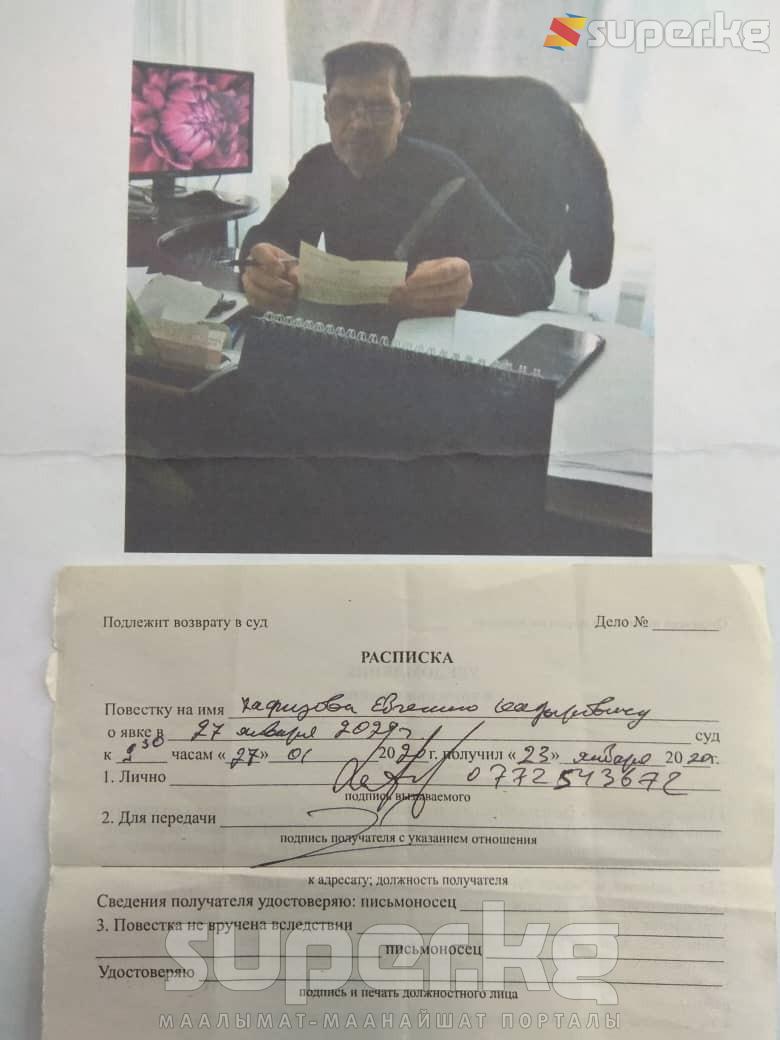 super.kg
Подлежит возврату в суд Дело №
РАСПИСКА
Повестку на имя Хафизова Евгению
о явке в 27 января 2020 г. суд
к 9 30 часам «27» 01 2020 г. получил «23» января 2020г.
1. Лично 0772543672
подпись вызываемого
2. Для передачи
подпись получателя с указанием отношения
к адресату; должность получателя
Сведения получателя удостоверяю: письмоносец
3. Повестка не вручена вследствии
письмоносец
Удостоверяю
подпись и печать должностного лица
super.kg
МААЛЫМАТ-МААНАЙШАТ ПОРТАЛЫ